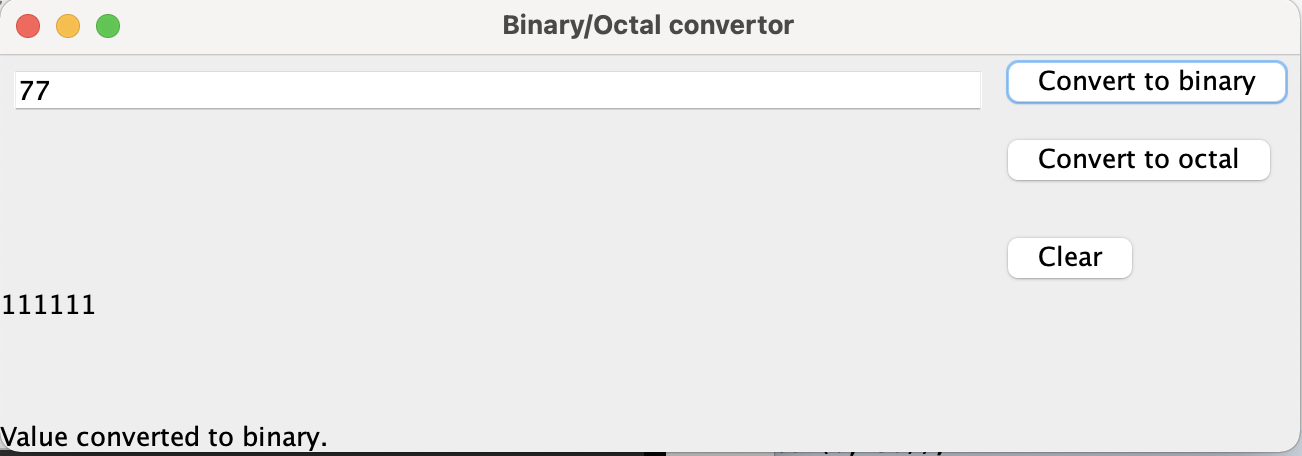 Binary/Octal convertor
77
Convert to binary
Convert to octal
Clear
111111
Value converted to binary.